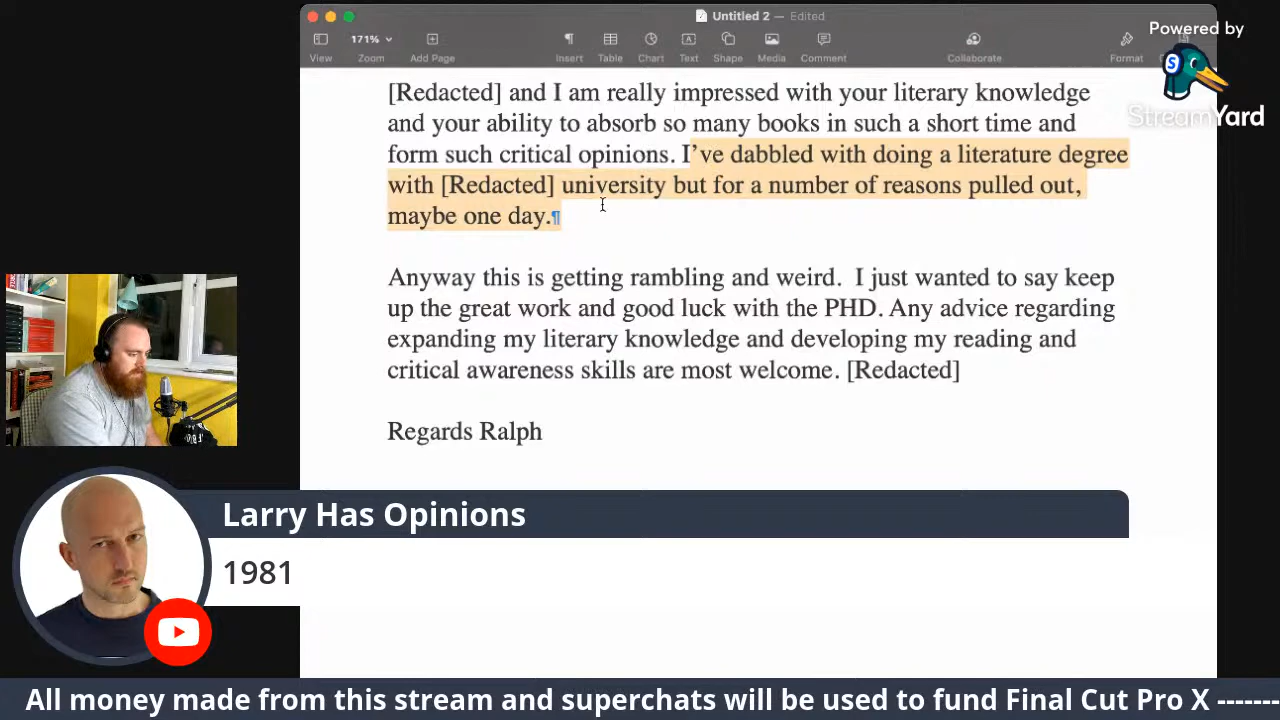 Untitled 2 — Edited
Powered by
171%
View
Zoom
Add Page
Insert
Table
Chart
Text
Shape
Media
Comment
Collaborate
Format
StreamYard
[Redacted] and I am really impressed with your literary knowledge
and your ability to absorb so many books in such a short time and
form such critical opinions. I've dabbled with doing a literature degree
with [Redacted] university but for a number of reasons pulled out,
maybe one day.¶
Anyway this is getting rambling and weird.  I just wanted to say keep
up the great work and good luck with the PHD. Any advice regarding
expanding my literary knowledge and developing my reading and
critical awareness skills are most welcome. [Redacted]
Regards Ralph
Larry Has Opinions
1981
All money made from this stream and superchats will be used to fund Final Cut Pro X -------